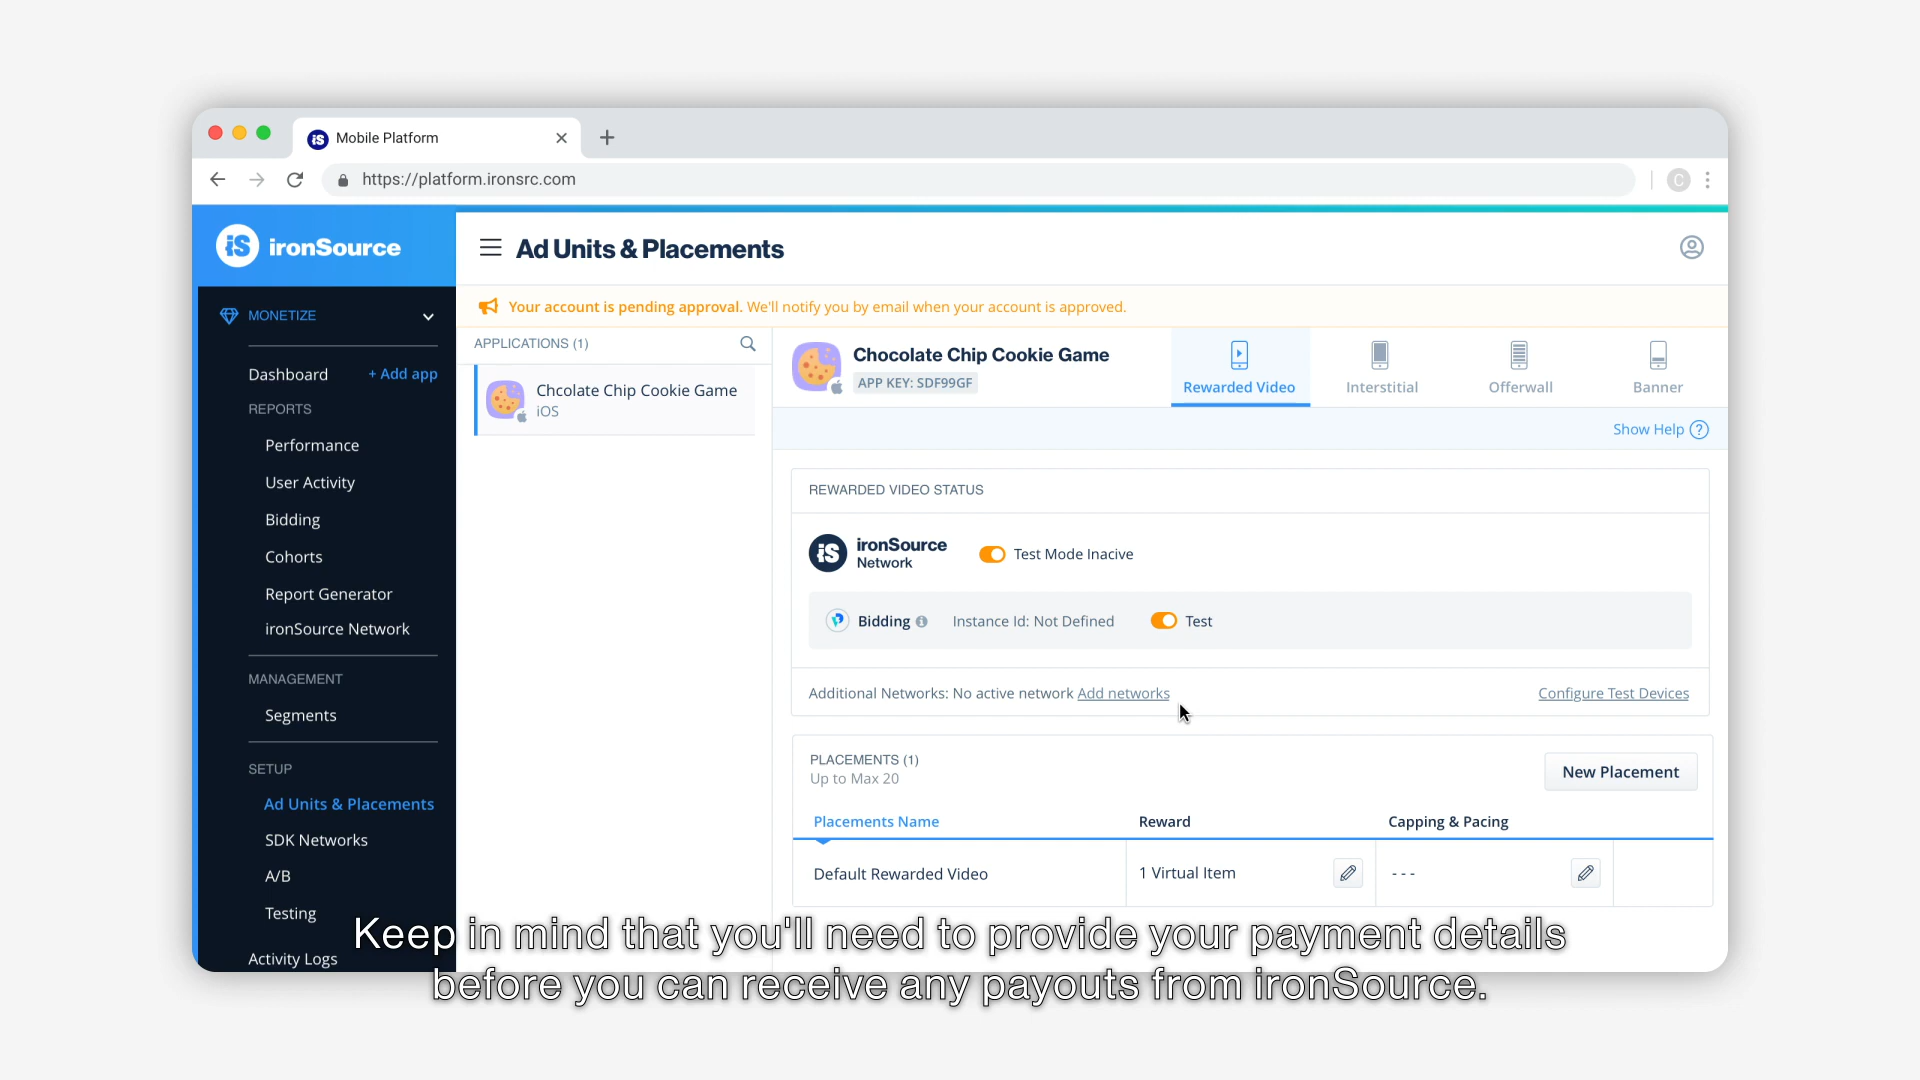 Mobile Platform
https://platform.ironsrc.com
C
iS ironSource
Ad Units & Placements
MONETIZE
Dashboard
+ Add app
REPORTS
Performance
User Activity
Bidding
Cohorts
Report Generator
ironSource Network
MANAGEMENT
Segments
SETUP
Ad Units & Placements
SDK Networks
A/B
Testing
Activity Logs
Your account is pending approval. We'll notify you by email when your account is approved.
APPLICATIONS (1)
Chcolate Chip Cookie Game
iOS
Chocolate Chip Cookie Game
APP KEY: SDF99GF
Rewarded Video
Interstitial
Offerwall
Banner
Show Help ?
REWARDED VIDEO STATUS
iS ironSource
Network
Test Mode Inacive
Bidding
Instance Id: Not Defined
Test
Additional Networks: No active network Add networks
Configure Test Devices
PLACEMENTS (1)
Up to Max 20
New Placement
Placements Name
Reward
Capping & Pacing
Default Rewarded Video
1 Virtual Item
- - -
Keep in mind that you'll need to provide your payment details
before you can receive any payouts from ironSource.